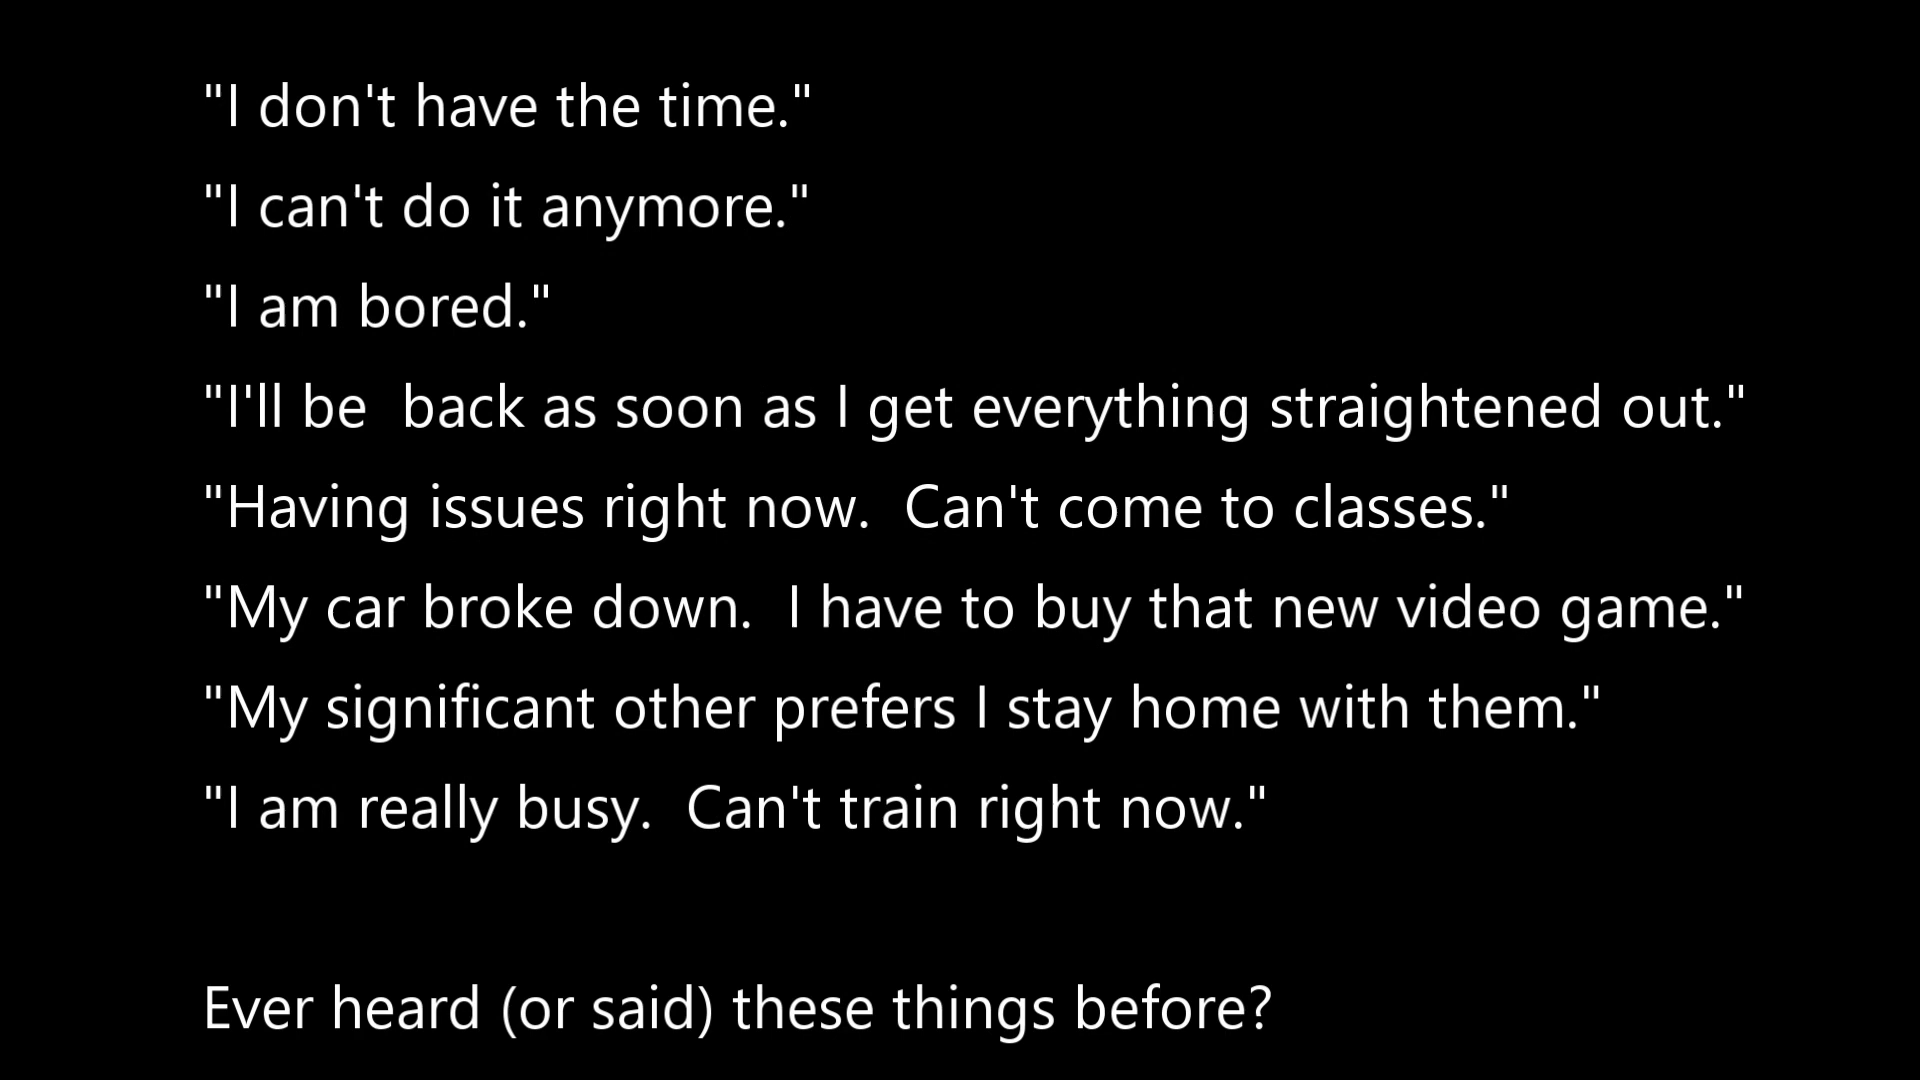 "I don't have the time."
"I can't do it anymore."
"I am bored."
"I'll be  back as soon as I get everything straightened out."
"Having issues right now.  Can't come to classes."
"My car broke down.  I have to buy that new video game."
"My significant other prefers I stay home with them."
"I am really busy.  Can't train right now."
Ever heard (or said) these things before?